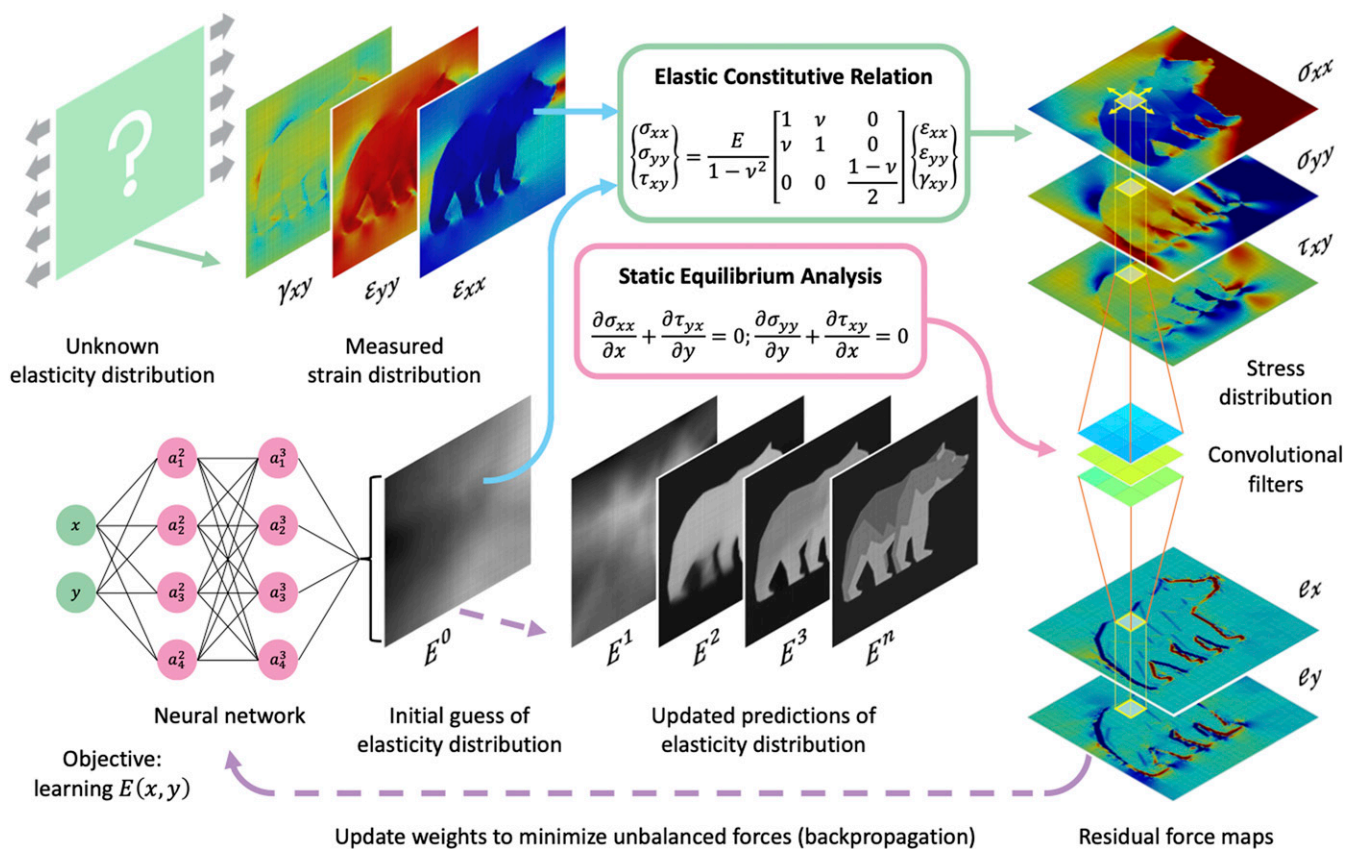 ?
γxy
εyy
εxx
Unknown
elasticity distribution
Measured
strain distribution
Elastic Constitutive Relation
{σxx σyy τxy} = E / (1 − ν²) [1 ν 0; ν 1 0; 0 0 (1 − ν)/2] {εxx εyy γxy}
Static Equilibrium Analysis
∂σxx/∂x + ∂τyx/∂y = 0; ∂σyy/∂y + ∂τxy/∂x = 0
σxx
σyy
τxy
Stress
distribution
Convolutional
filters
x
y
a₁²
a₂²
a₃²
a₄²
a₁³
a₂³
a₃³
a₄³
E⁰
E¹
E²
E³
Eⁿ
Neural network
Initial guess of
elasticity distribution
Updated predictions of
elasticity distribution
ex
ey
Objective:
learning E(x, y)
Update weights to minimize unbalanced forces (backpropagation)
Residual force maps